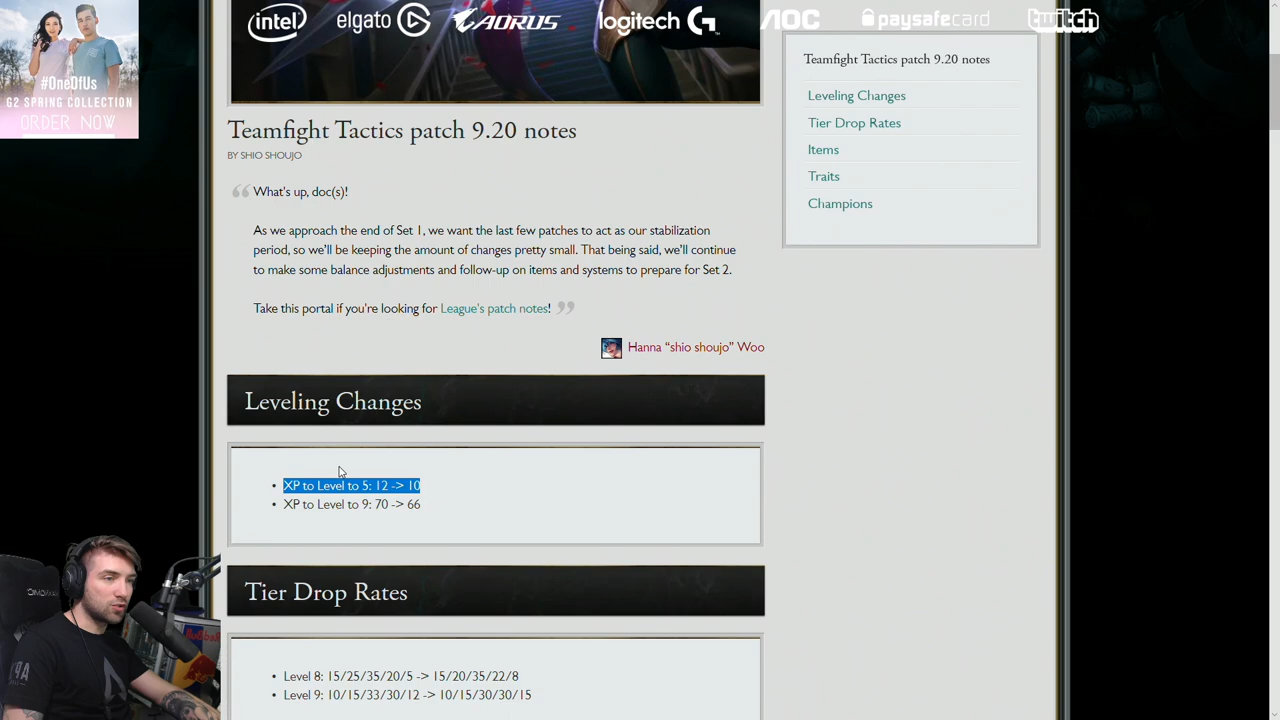 intel elgato AORUS logitech G AOC paysafecard twitch
#OneOfUs
G2 SPRING COLLECTION
ORDER NOW
Teamfight Tactics patch 9.20 notes
BY SHIO SHOUJO
“ What's up, doc(s)!
As we approach the end of Set 1, we want the last few patches to act as our stabilization
period, so we'll be keeping the amount of changes pretty small. That being said, we'll continue
to make some balance adjustments and follow-up on items and systems to prepare for Set 2.
Take this portal if you're looking for League's patch notes! ”
Hanna “shio shoujo” Woo
Leveling Changes
• XP to Level to 5: 12 -> 10
• XP to Level to 9: 70 -> 66
Tier Drop Rates
• Level 8: 15/25/35/20/5 -> 15/20/35/22/8
• Level 9: 10/15/33/30/12 -> 10/15/30/30/15
Teamfight Tactics patch 9.20 notes
Leveling Changes
Tier Drop Rates
Items
Traits
Champions